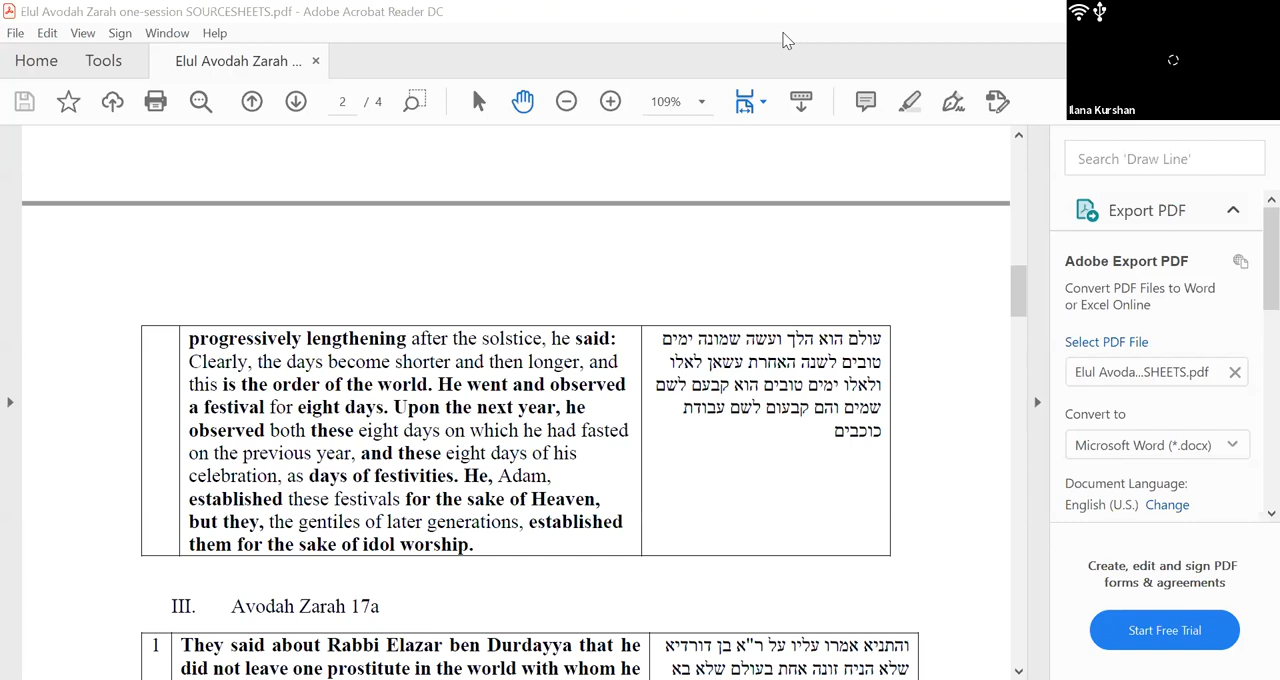 Elul Avodah Zarah one-session SOURCESHEETS.pdf - Adobe Acrobat Reader DC
File Edit View Sign Window Help
Home Tools Elul Avodah Zarah ... ×
2 / 4 109%
Ilana Kurshan
Search 'Draw Line'
Export PDF
Adobe Export PDF
Convert PDF Files to Word
or Excel Online
Select PDF File
Elul Avoda...SHEETS.pdf
Convert to
Microsoft Word (*.docx)
Document Language:
English (U.S.) Change
Create, edit and sign PDF
forms & agreements
Start Free Trial
progressively lengthening after the solstice, he said:
Clearly, the days become shorter and then longer, and
this is the order of the world. He went and observed
a festival for eight days. Upon the next year, he
observed both these eight days on which he had fasted
on the previous year, and these eight days of his
celebration, as days of festivities. He, Adam,
established these festivals for the sake of Heaven,
but they, the gentiles of later generations, established
them for the sake of idol worship.
עולם הוא הלך ועשה שמונה ימים
טובים לשנה האחרת עשאן לאלו
ולאלו ימים טובים הוא קבעם לשם
שמים והם קבעום לשם עבודת
כוכבים
III. Avodah Zarah 17a
1 They said about Rabbi Elazar ben Durdayya that he
did not leave one prostitute in the world with whom he
והתניא אמרו עליו על ר"א בן דורדיא
שלא הניח זונה אחת בעולם שלא בא